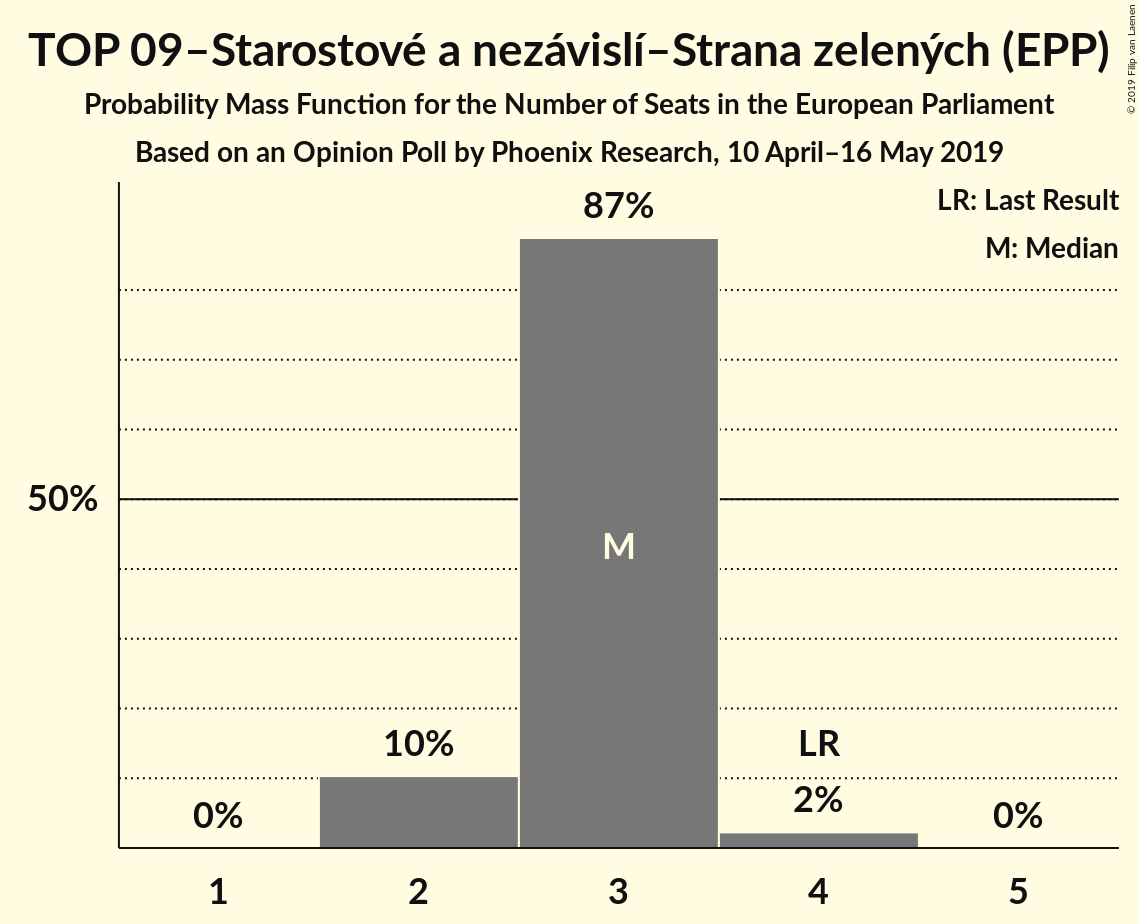 TOP 09–Starostové a nezávislí–Strana zelených (EPP)
Probability Mass Function for the Number of Seats in the European Parliament
Based on an Opinion Poll by Phoenix Research, 10 April–16 May 2019
© 2019 Filip van Laenen
LR: Last Result
M: Median
87%
50%
M
10%
LR
0%
2%
0%
1 2 3 4 5